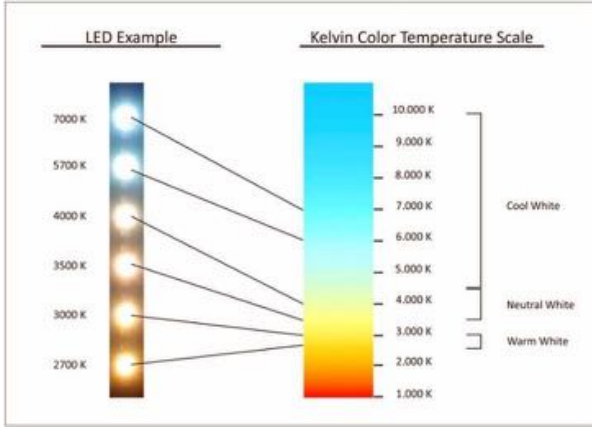 LED Example
Kelvin Color Temperature Scale
7000 K
5700 K
4000 K
3500 K
3000 K
2700 K
10.000 K
9.000 K
8.000 K
7.000 K
6.000 K
5.000 K
4.000 K
3.000 K
2.000 K
1.000 K
Cool White
Neutral White
Warm White